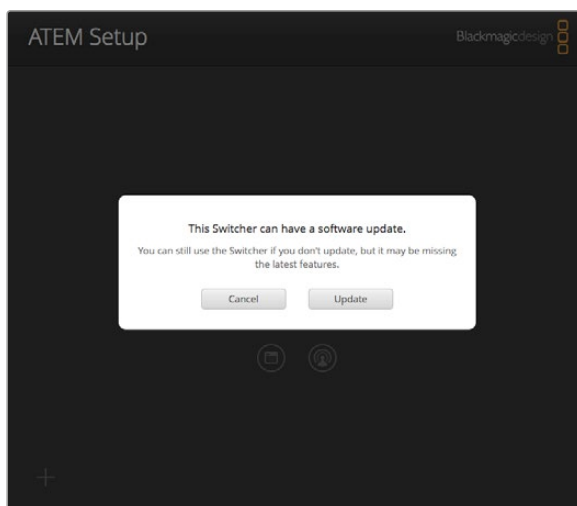 ATEM Setup
Blackmagicdesign
This Switcher can have a software update.
You can still use the Switcher if you don't update, but it may be missing
the latest features.
Cancel
Update